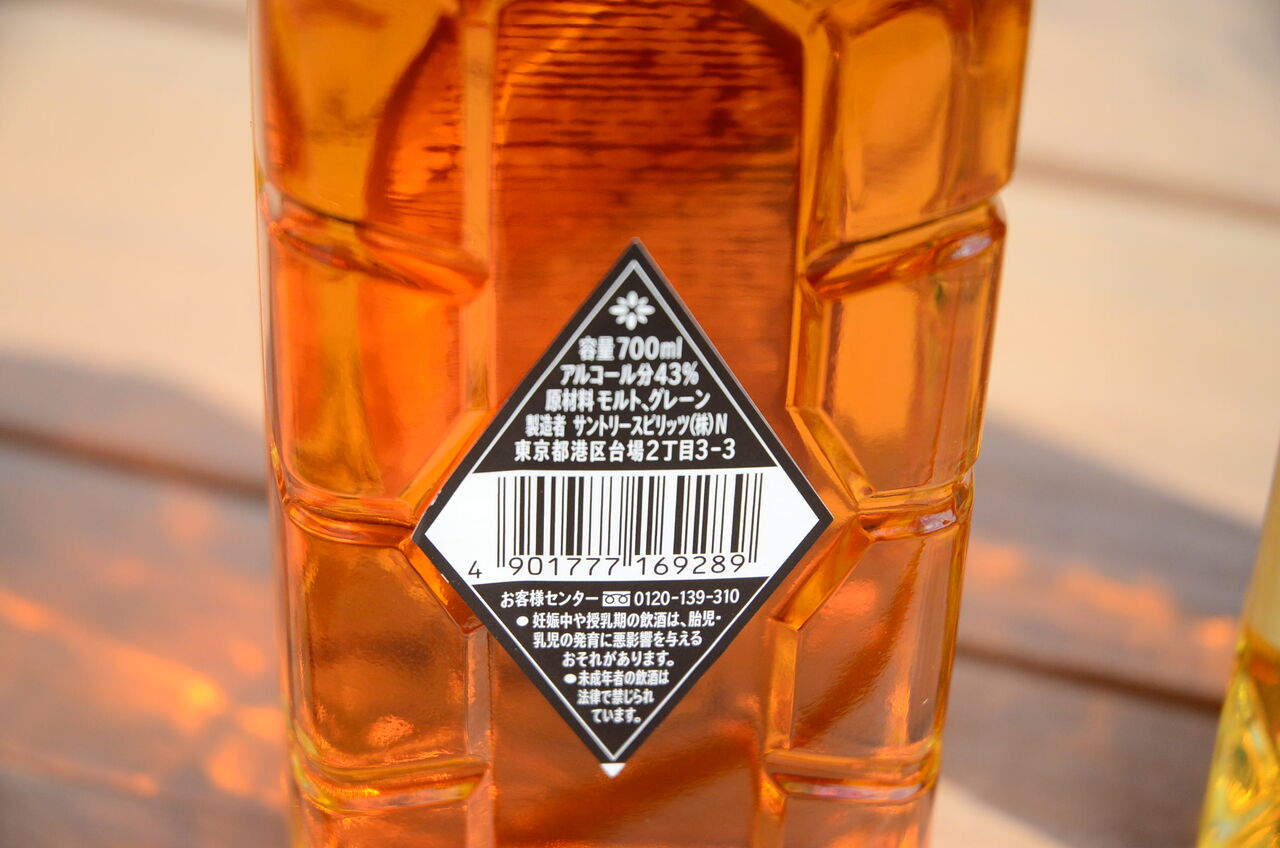 容量700ml
アルコール分43%
原材料 モルト、グレーン
製造者 サントリースピリッツ(株)N
東京都港区台場2丁目3-3
4 901777 169289
お客様センター 0120-139-310
● 妊娠中や授乳期の飲酒は、胎児・
乳児の発育に悪影響を与える
おそれがあります。
●未成年者の飲酒は
法律で禁じられ
ています。